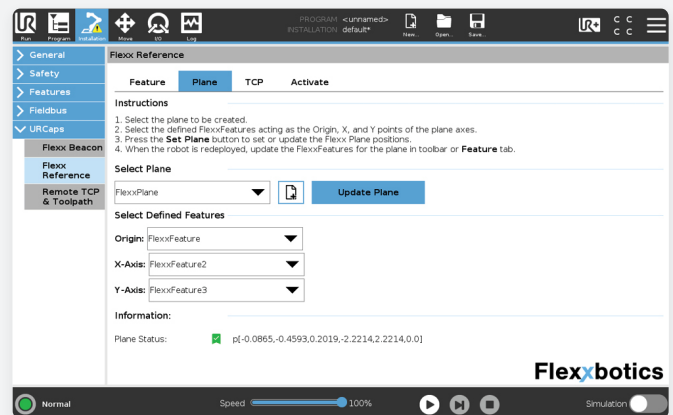 PROGRAM <unnamed>
INSTALLATION default*
Run Program Installation Move I/O Log New... Open... Save...
UR+ C C
C C
General
Safety
Features
Fieldbus
URCaps
Flexx Beacon
Flexx
Reference
Remote TCP
& Toolpath
Flexx Reference
Feature Plane TCP Activate
Instructions
1. Select the plane to be created.
2. Select the defined FlexxFeatures acting as the Origin, X, and Y points of the plane axes.
3. Press the Set Plane button to set or update the Flexx Plane positions.
4. When the robot is redeployed, update the FlexxFeatures for the plane in toolbar or Feature tab.
Select Plane
FlexxPlane Update Plane
Select Defined Features
Origin: FlexxFeature
X-Axis: FlexxFeature2
Y-Axis: FlexxFeature3
Information:
Plane Status: p[-0.0865,-0.4593,0.2019,-2.2214,2.2214,0.0]
Flexxbotics
Normal Speed 100% Simulation